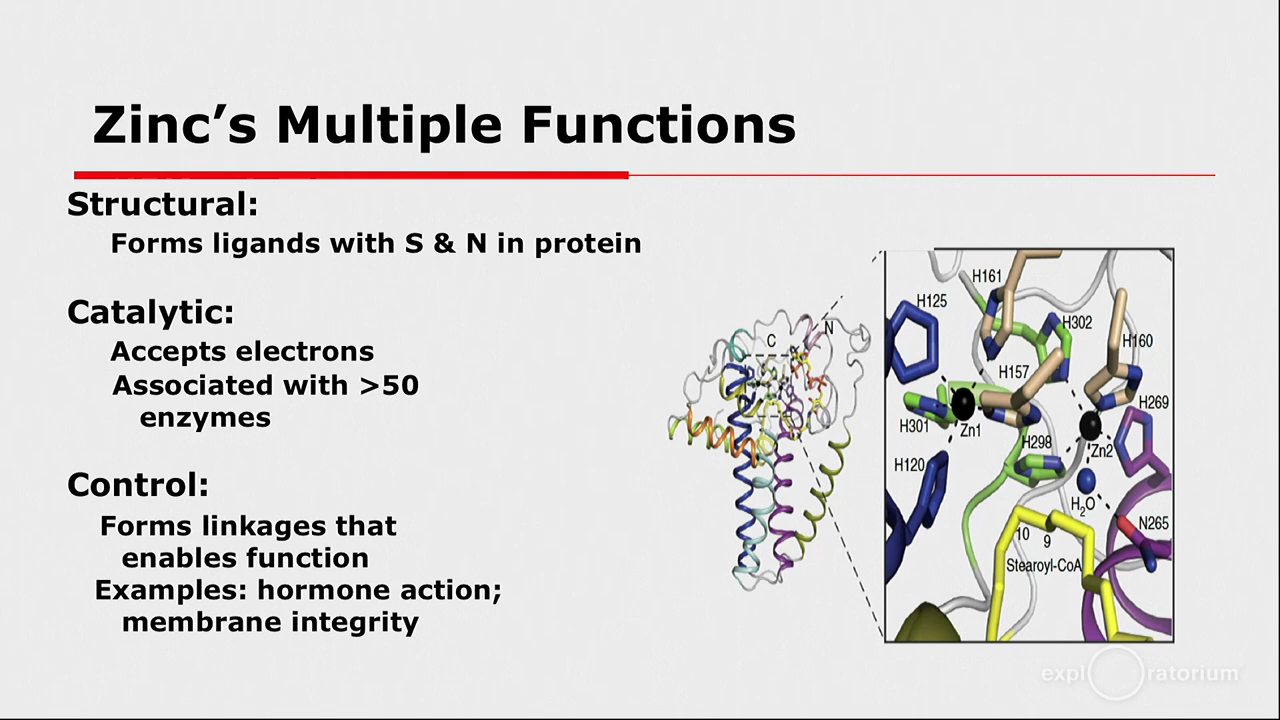 Zinc’s Multiple Functions
Structural:
Forms ligands with S & N in protein
Catalytic:
Accepts electrons
Associated with >50
enzymes
Control:
Forms linkages that
enables function
Examples: hormone action;
membrane integrity
C
N
H161
H125
H302
H160
H157
H269
H301
Zn1
H298
Zn2
H120
H₂O
N265
10
9
Stearoyl-CoA
expl ratorium